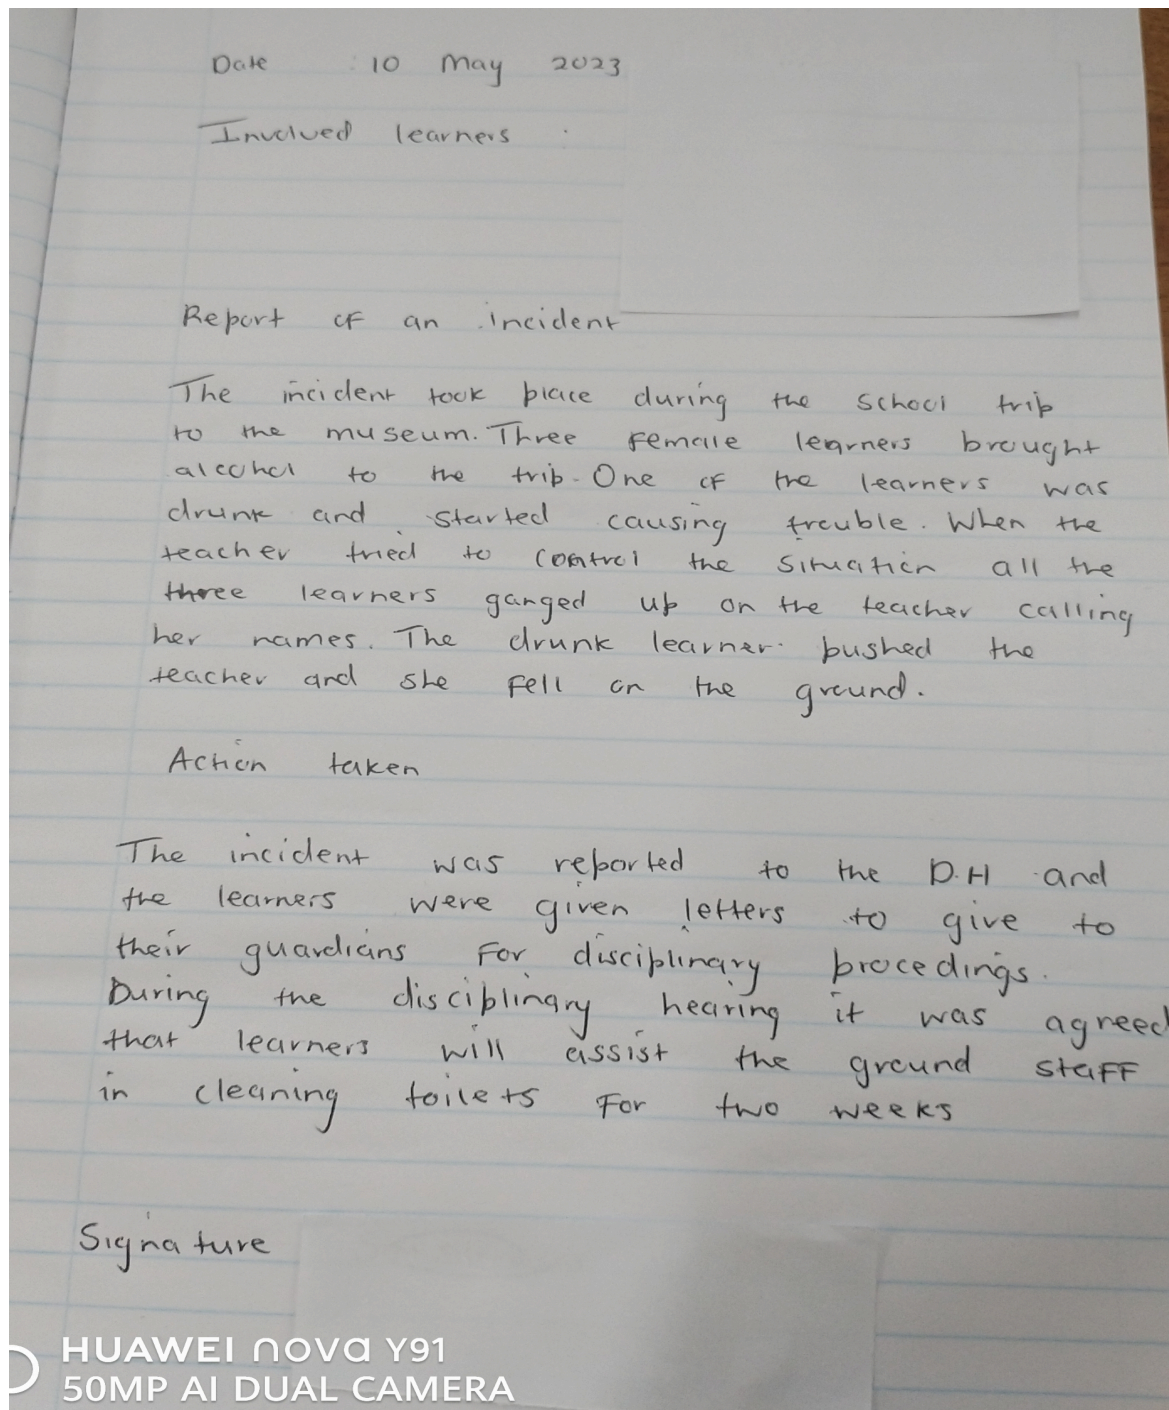 Date : 10 May 2023
Involved learners :
Report of an incident
The incident took place during the school trip
to the museum. Three female learners brought
alcohol to the trip. One of the learners was
drunk and started causing trouble. When the
teacher tried to control the situation all the
three learners ganged up on the teacher calling
her names. The drunk learner pushed the
teacher and she fell on the ground.
Action taken
The incident was reported to the D.H and
the learners were given letters to give to
their guardians for disciplinary procedings.
During the disciplinary hearing it was agreed
that learners will assist the ground staff
in cleaning toilets for two weeks
Signature
HUAWEI nova Y91
50MP AI DUAL CAMERA